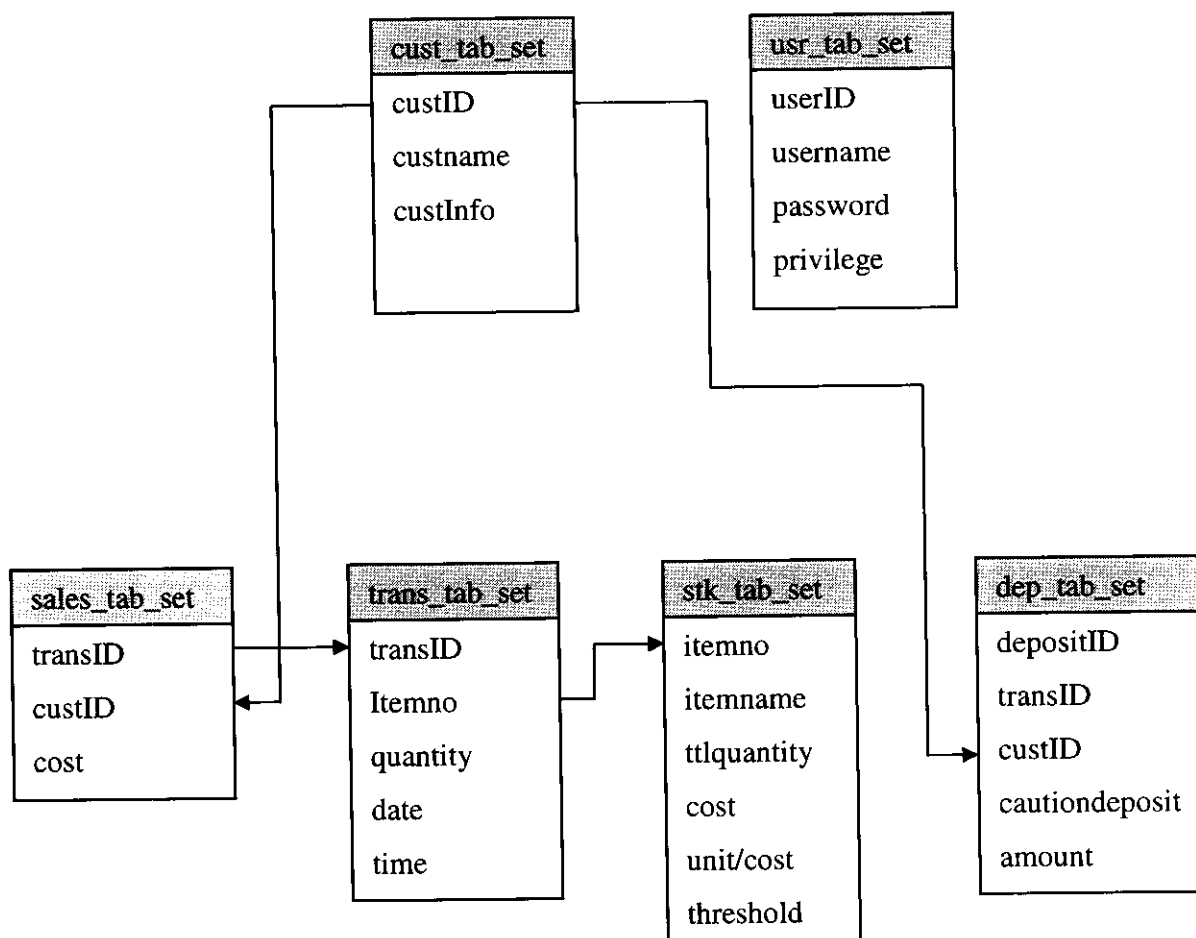 cust_tab_set
custID
custname
custInfo
usr_tab_set
userID
username
password
privilege
sales_tab_set
transID
custID
cost
trans_tab_set
transID
Itemno
quantity
date
time
stk_tab_set
itemno
itemname
ttlquantity
cost
unit/cost
threshold
dep_tab_set
depositID
transID
custID
cautiondeposit
amount